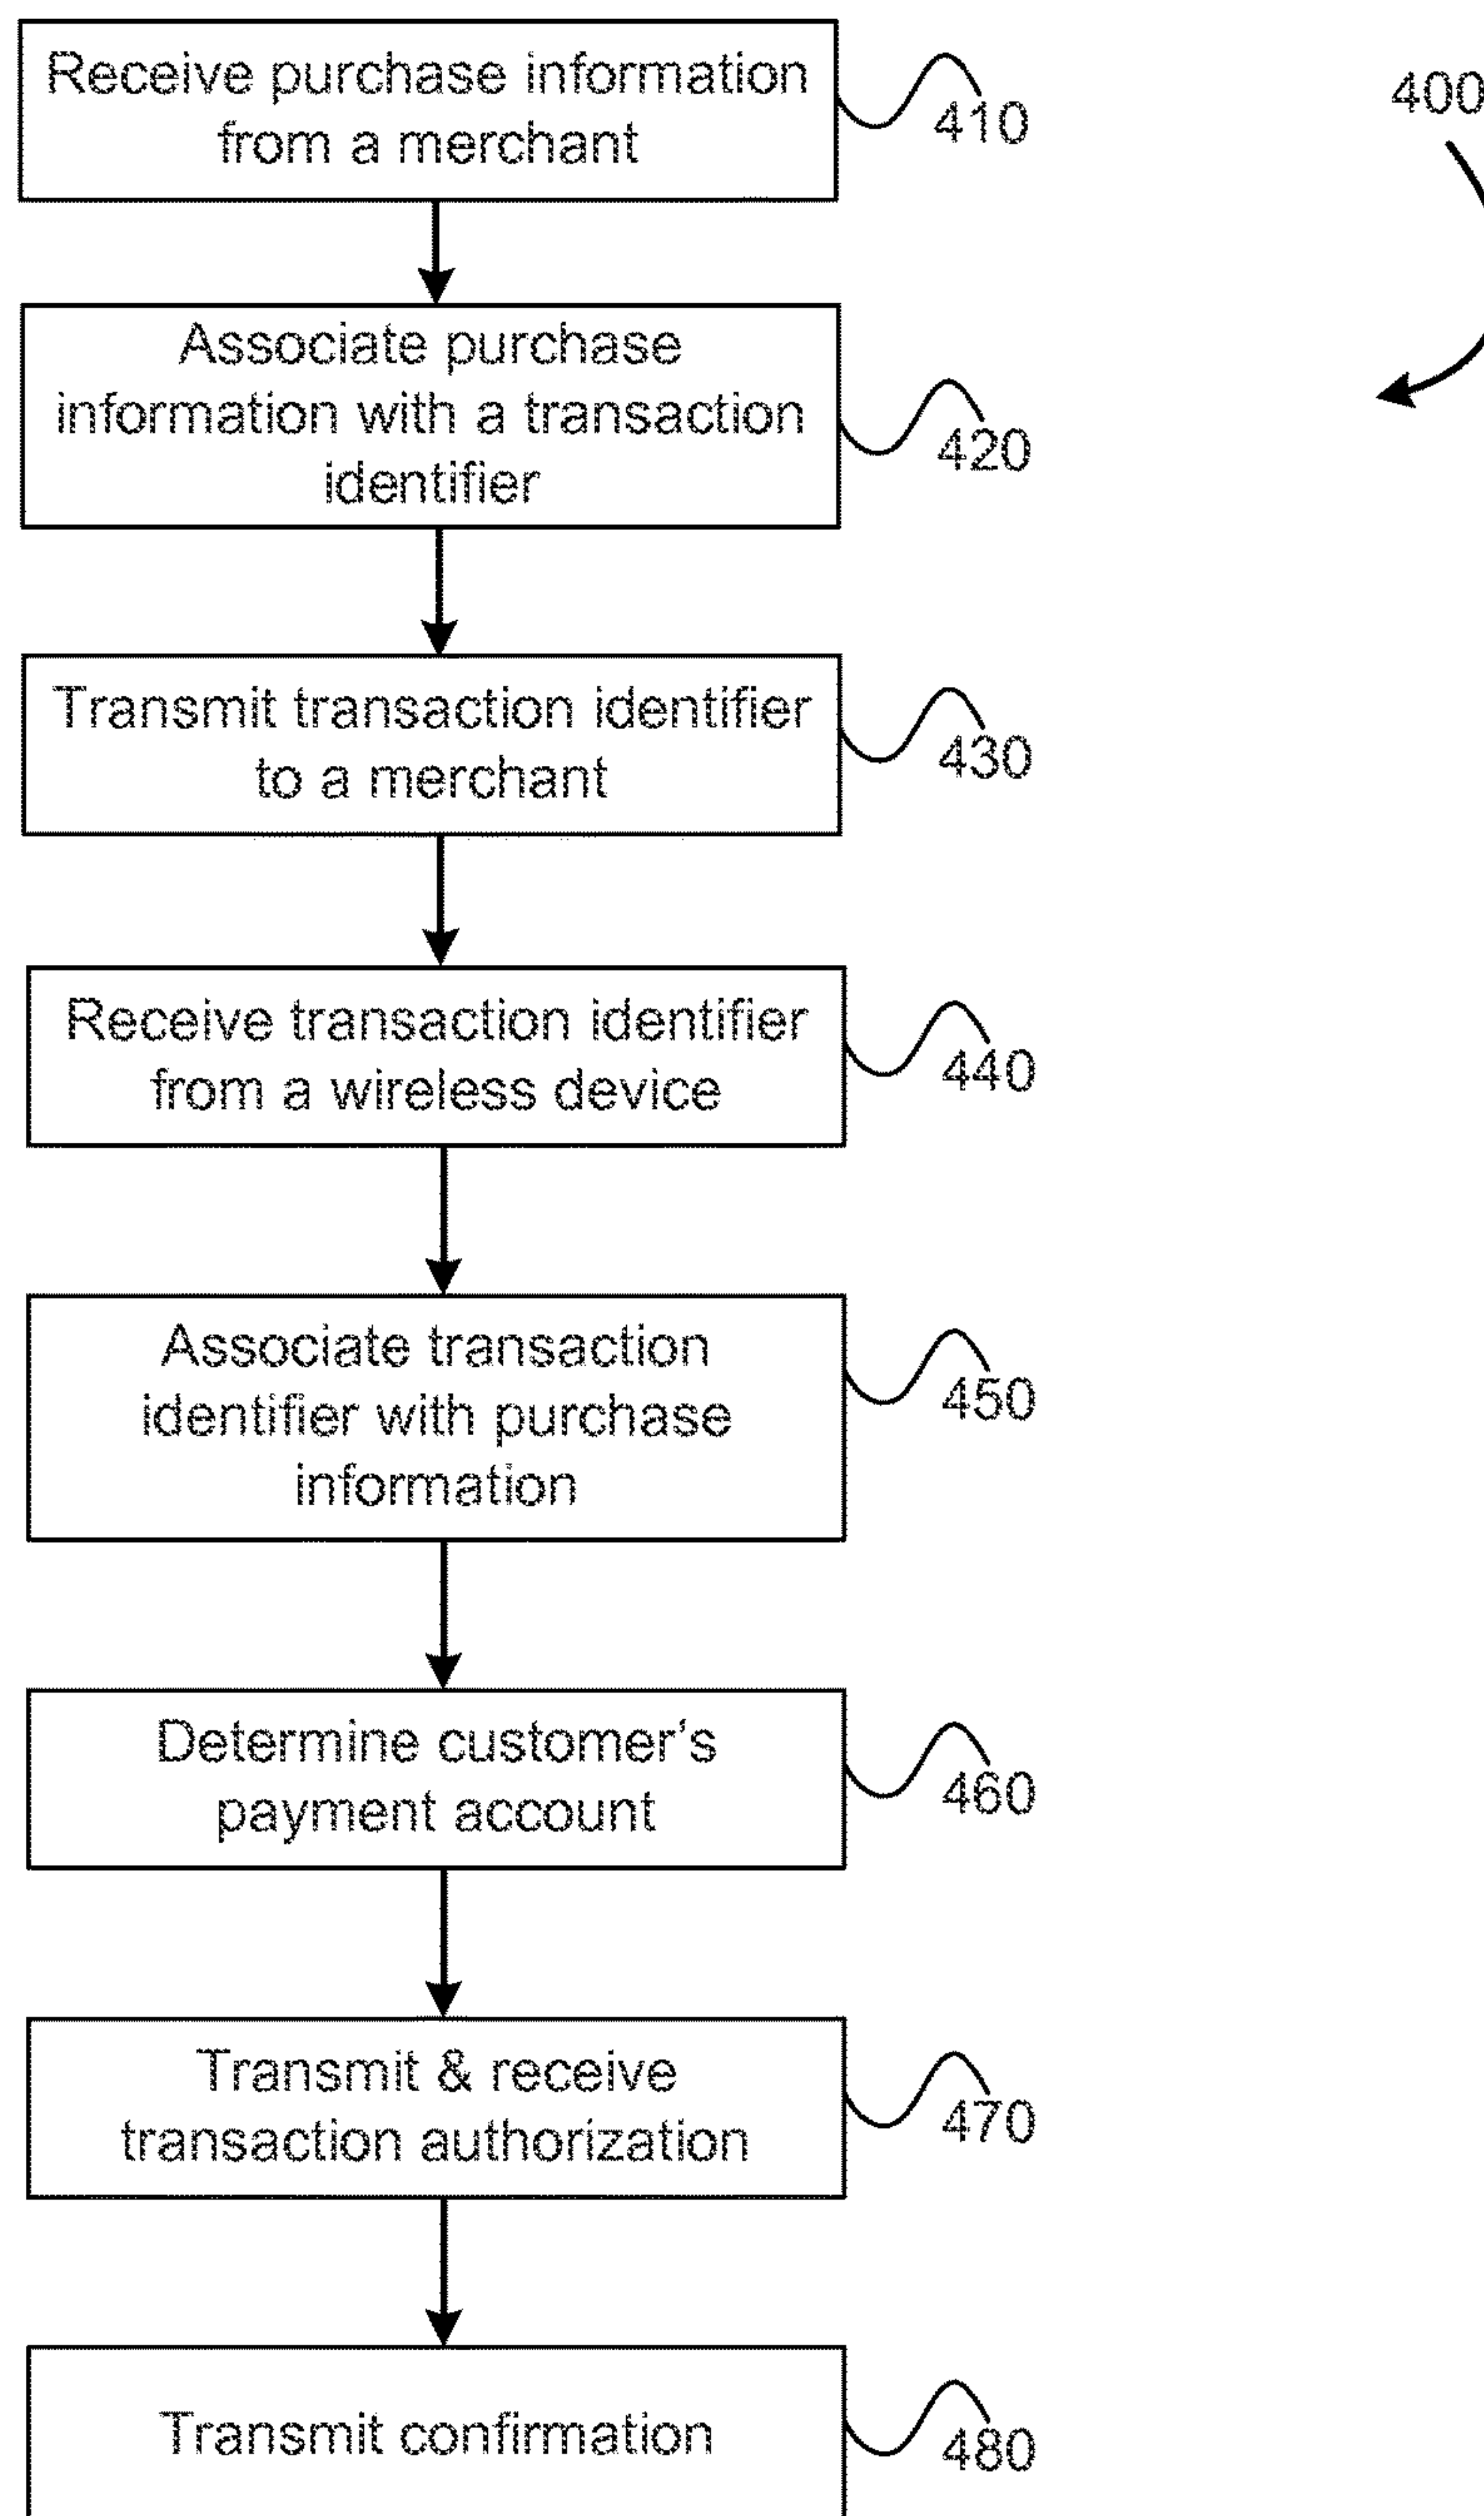 Receive purchase information
from a merchant
410
400
Associate purchase
information with a transaction
identifier
420
Transmit transaction identifier
to a merchant
430
Receive transaction identifier
from a wireless device
440
Associate transaction
identifier with purchase
information
450
Determine customer's
payment account
460
Transmit & receive
transaction authorization
470
Transmit confirmation
480